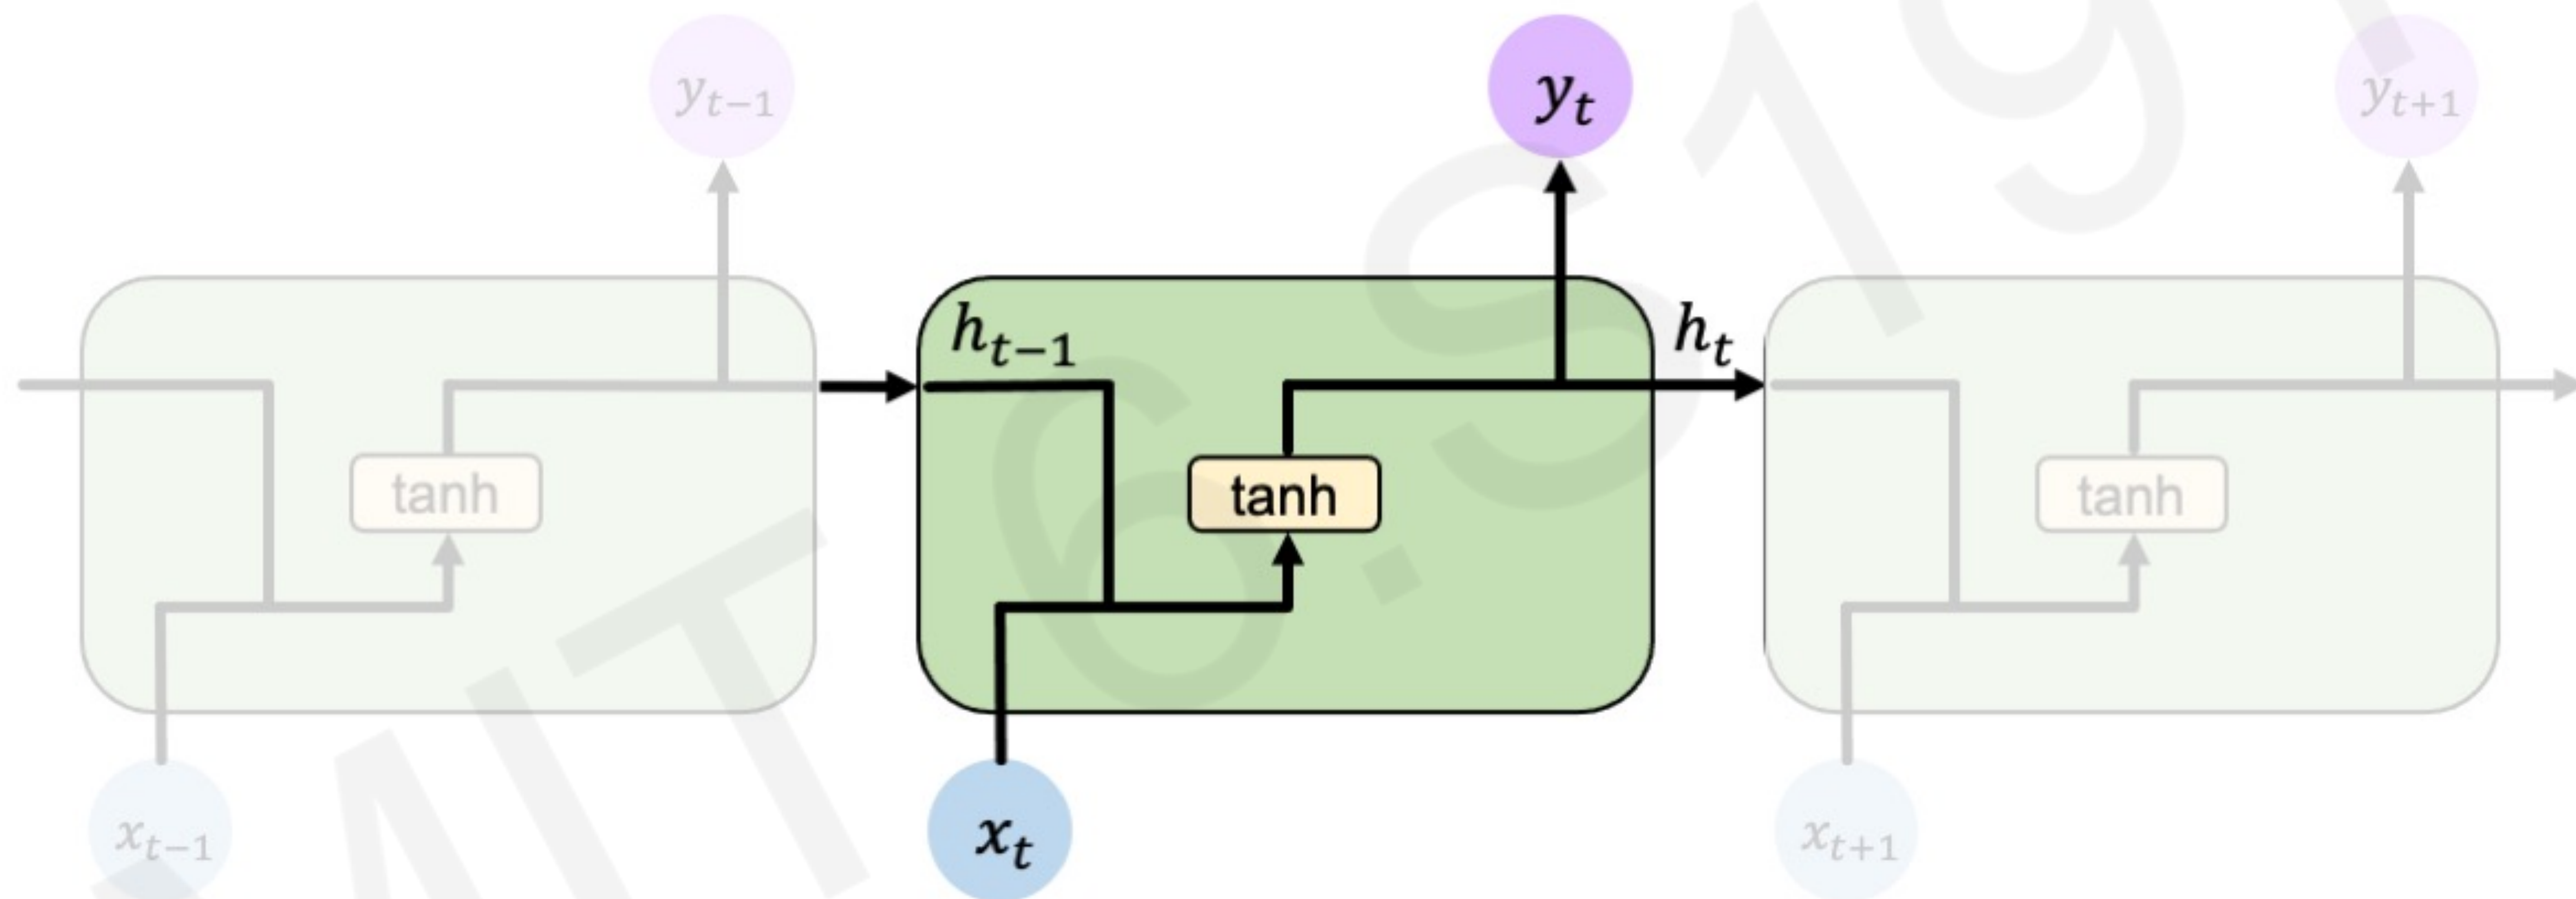 y_{t−1} y_t y_{t+1}
h_{t−1} h_t
tanh tanh tanh
x_{t−1} x_t x_{t+1}
MIT 6.S191